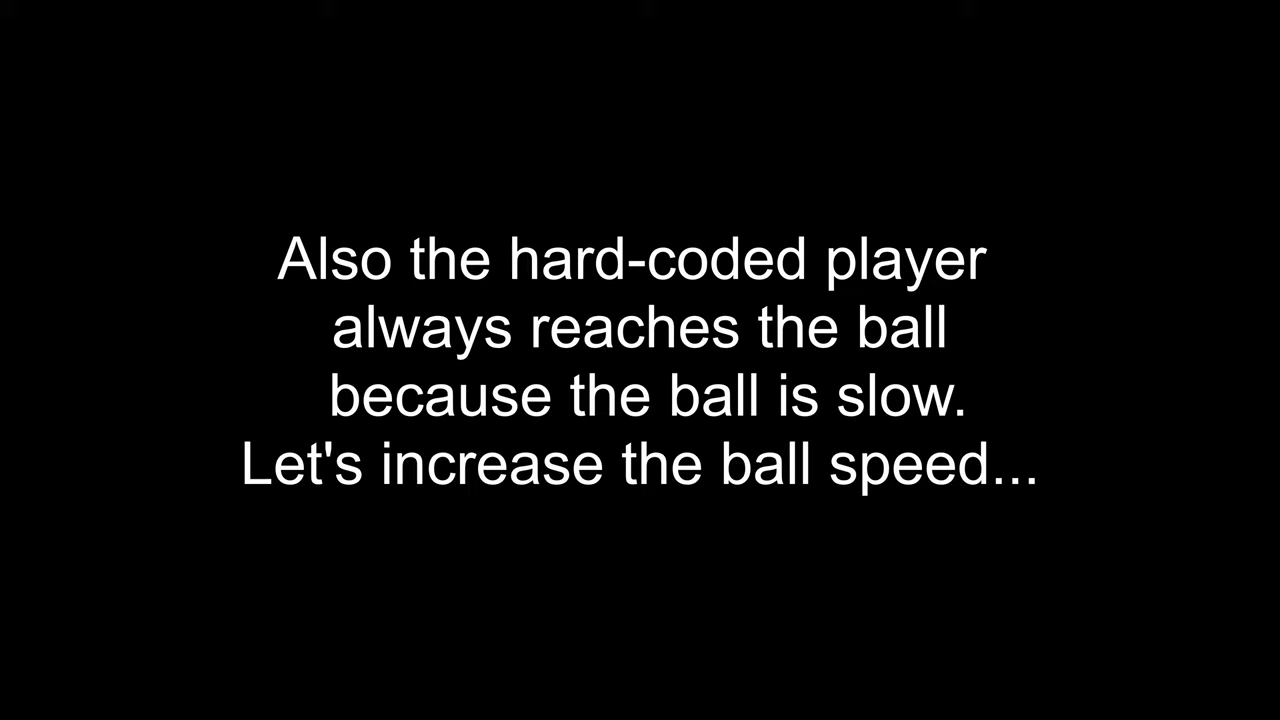 Also the hard-coded player
always reaches the ball
because the ball is slow.
Let's increase the ball speed...